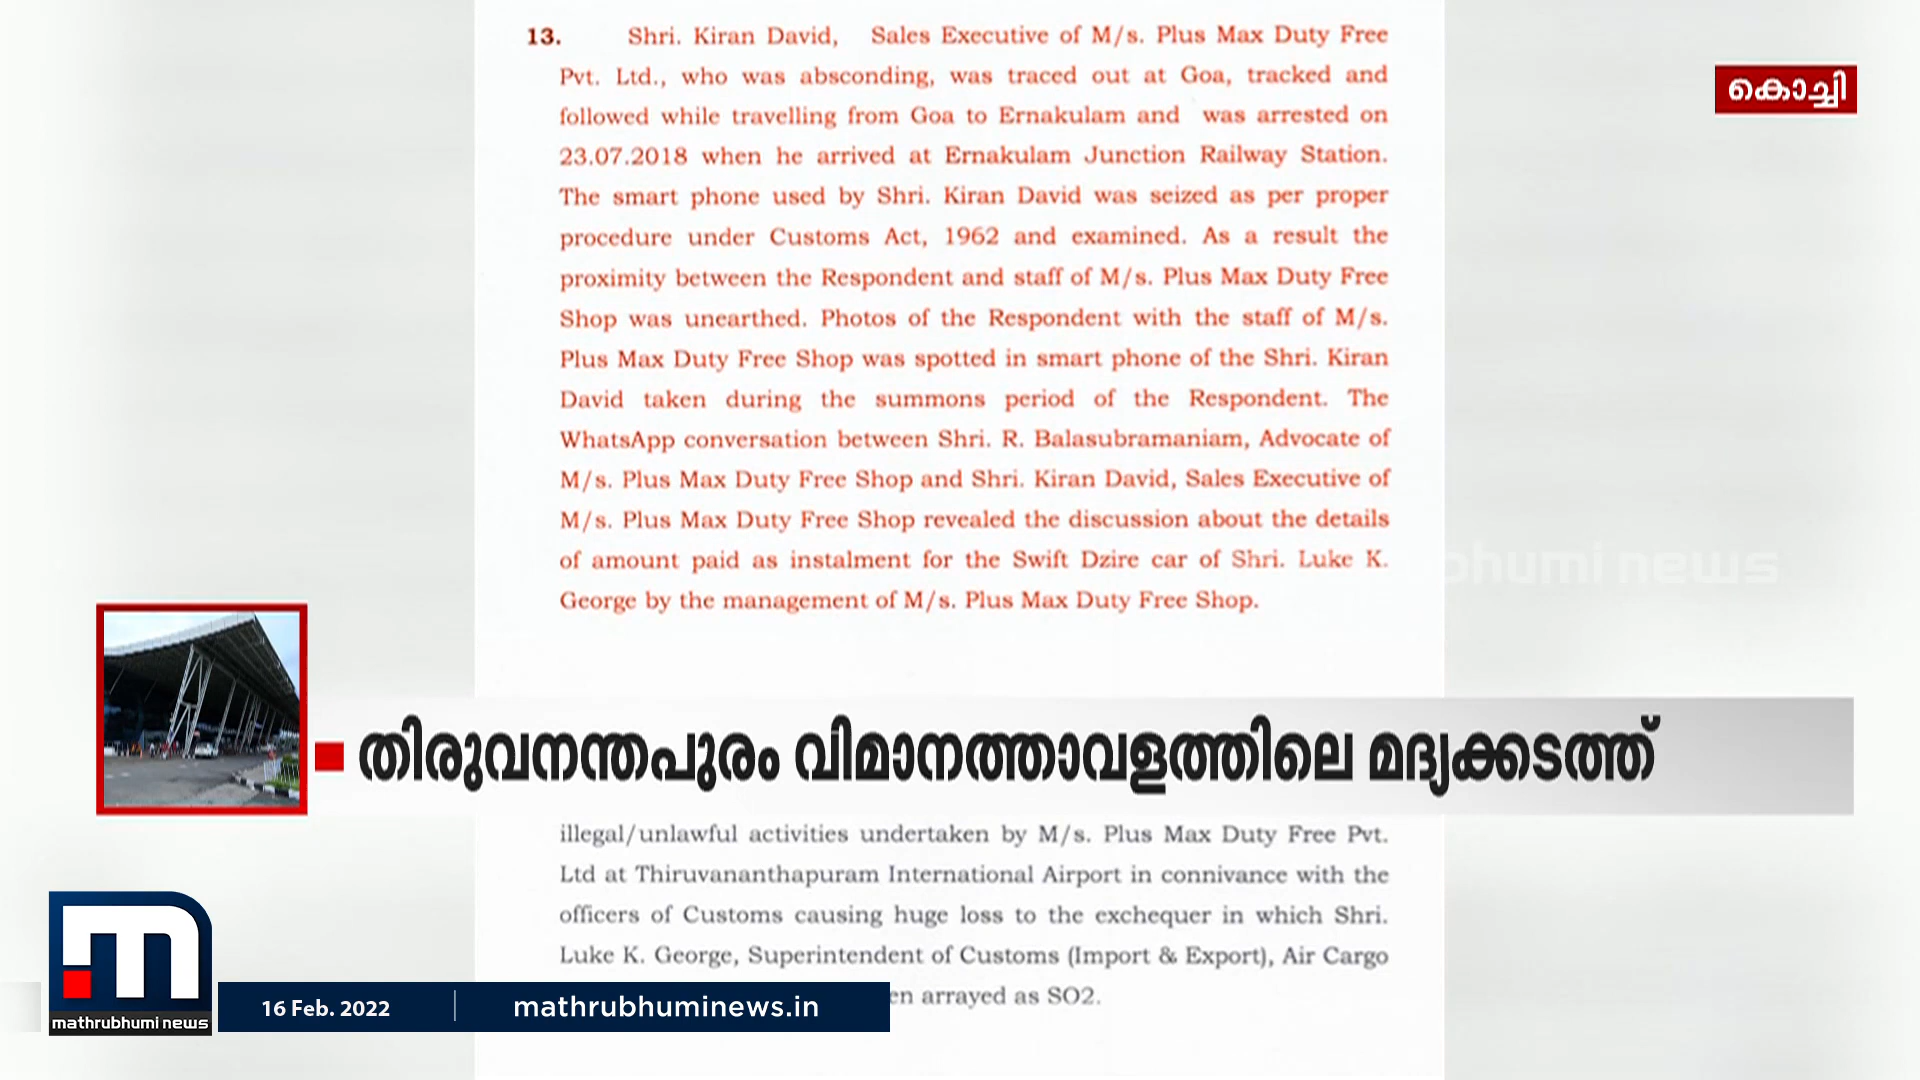 13. Shri. Kiran David, Sales Executive of M/s. Plus Max Duty Free
Pvt. Ltd., who was absconding, was traced out at Goa, tracked and
followed while travelling from Goa to Ernakulam and was arrested on
23.07.2018 when he arrived at Ernakulam Junction Railway Station.
The smart phone used by Shri. Kiran David was seized as per proper
procedure under Customs Act, 1962 and examined. As a result the
proximity between the Respondent and staff of M/s. Plus Max Duty Free
Shop was unearthed. Photos of the Respondent with the staff of M/s.
Plus Max Duty Free Shop was spotted in smart phone of the Shri. Kiran
David taken during the summons period of the Respondent. The
WhatsApp conversation between Shri. R. Balasubramaniam, Advocate of
M/s. Plus Max Duty Free Shop and Shri. Kiran David, Sales Executive of
M/s. Plus Max Duty Free Shop revealed the discussion about the details
of amount paid as instalment for the Swift Dzire car of Shri. Luke K.
George by the management of M/s. Plus Max Duty Free Shop.
കൊച്ചി
bhumi news
തിരുവനന്തപുരം വിമാനത്താവളത്തിലെ മദ്യക്കടത്ത്
illegal/unlawful activities undertaken by M/s. Plus Max Duty Free Pvt.
Ltd at Thiruvananthapuram International Airport in connivance with the
officers of Customs causing huge loss to the exchequer in which Shri.
Luke K. George, Superintendent of Customs (Import & Export), Air Cargo
en arrayed as SO2.
mathrubhumi news
16 Feb. 2022
mathrubhuminews.in